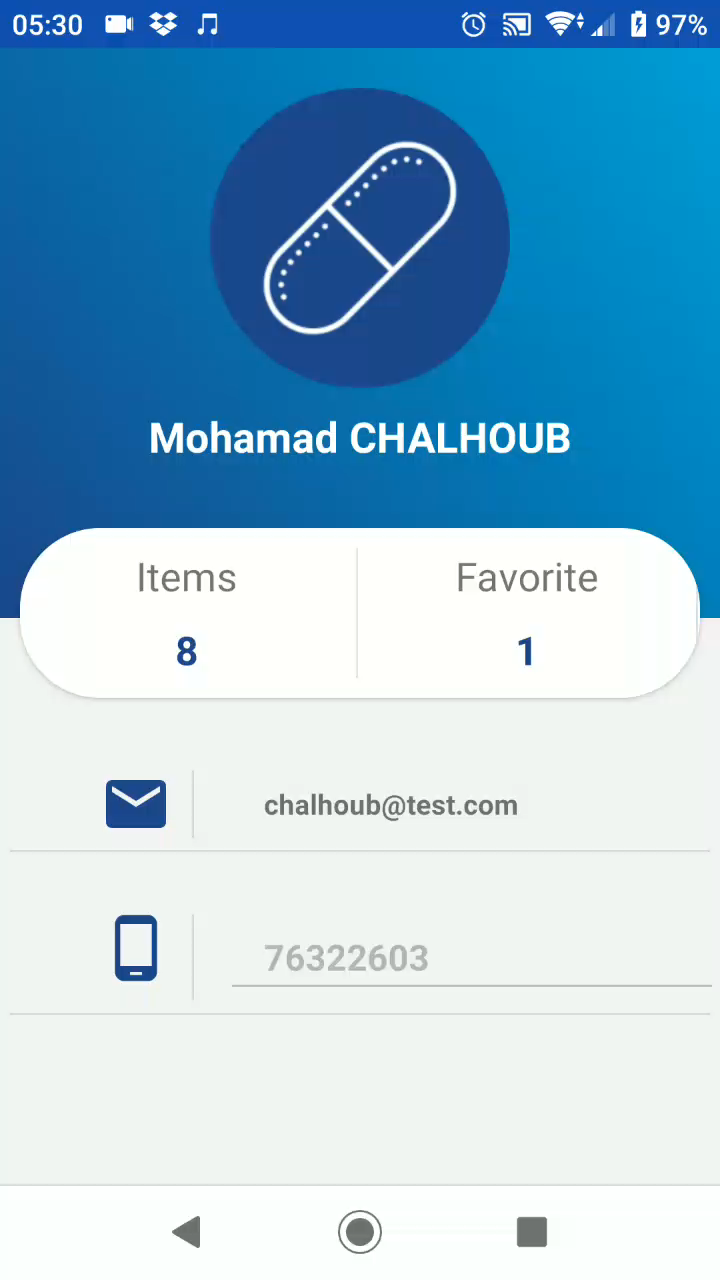 05:30 97%
Mohamad CHALHOUB
Items Favorite
8 1
chalhoub@test.com
76322603